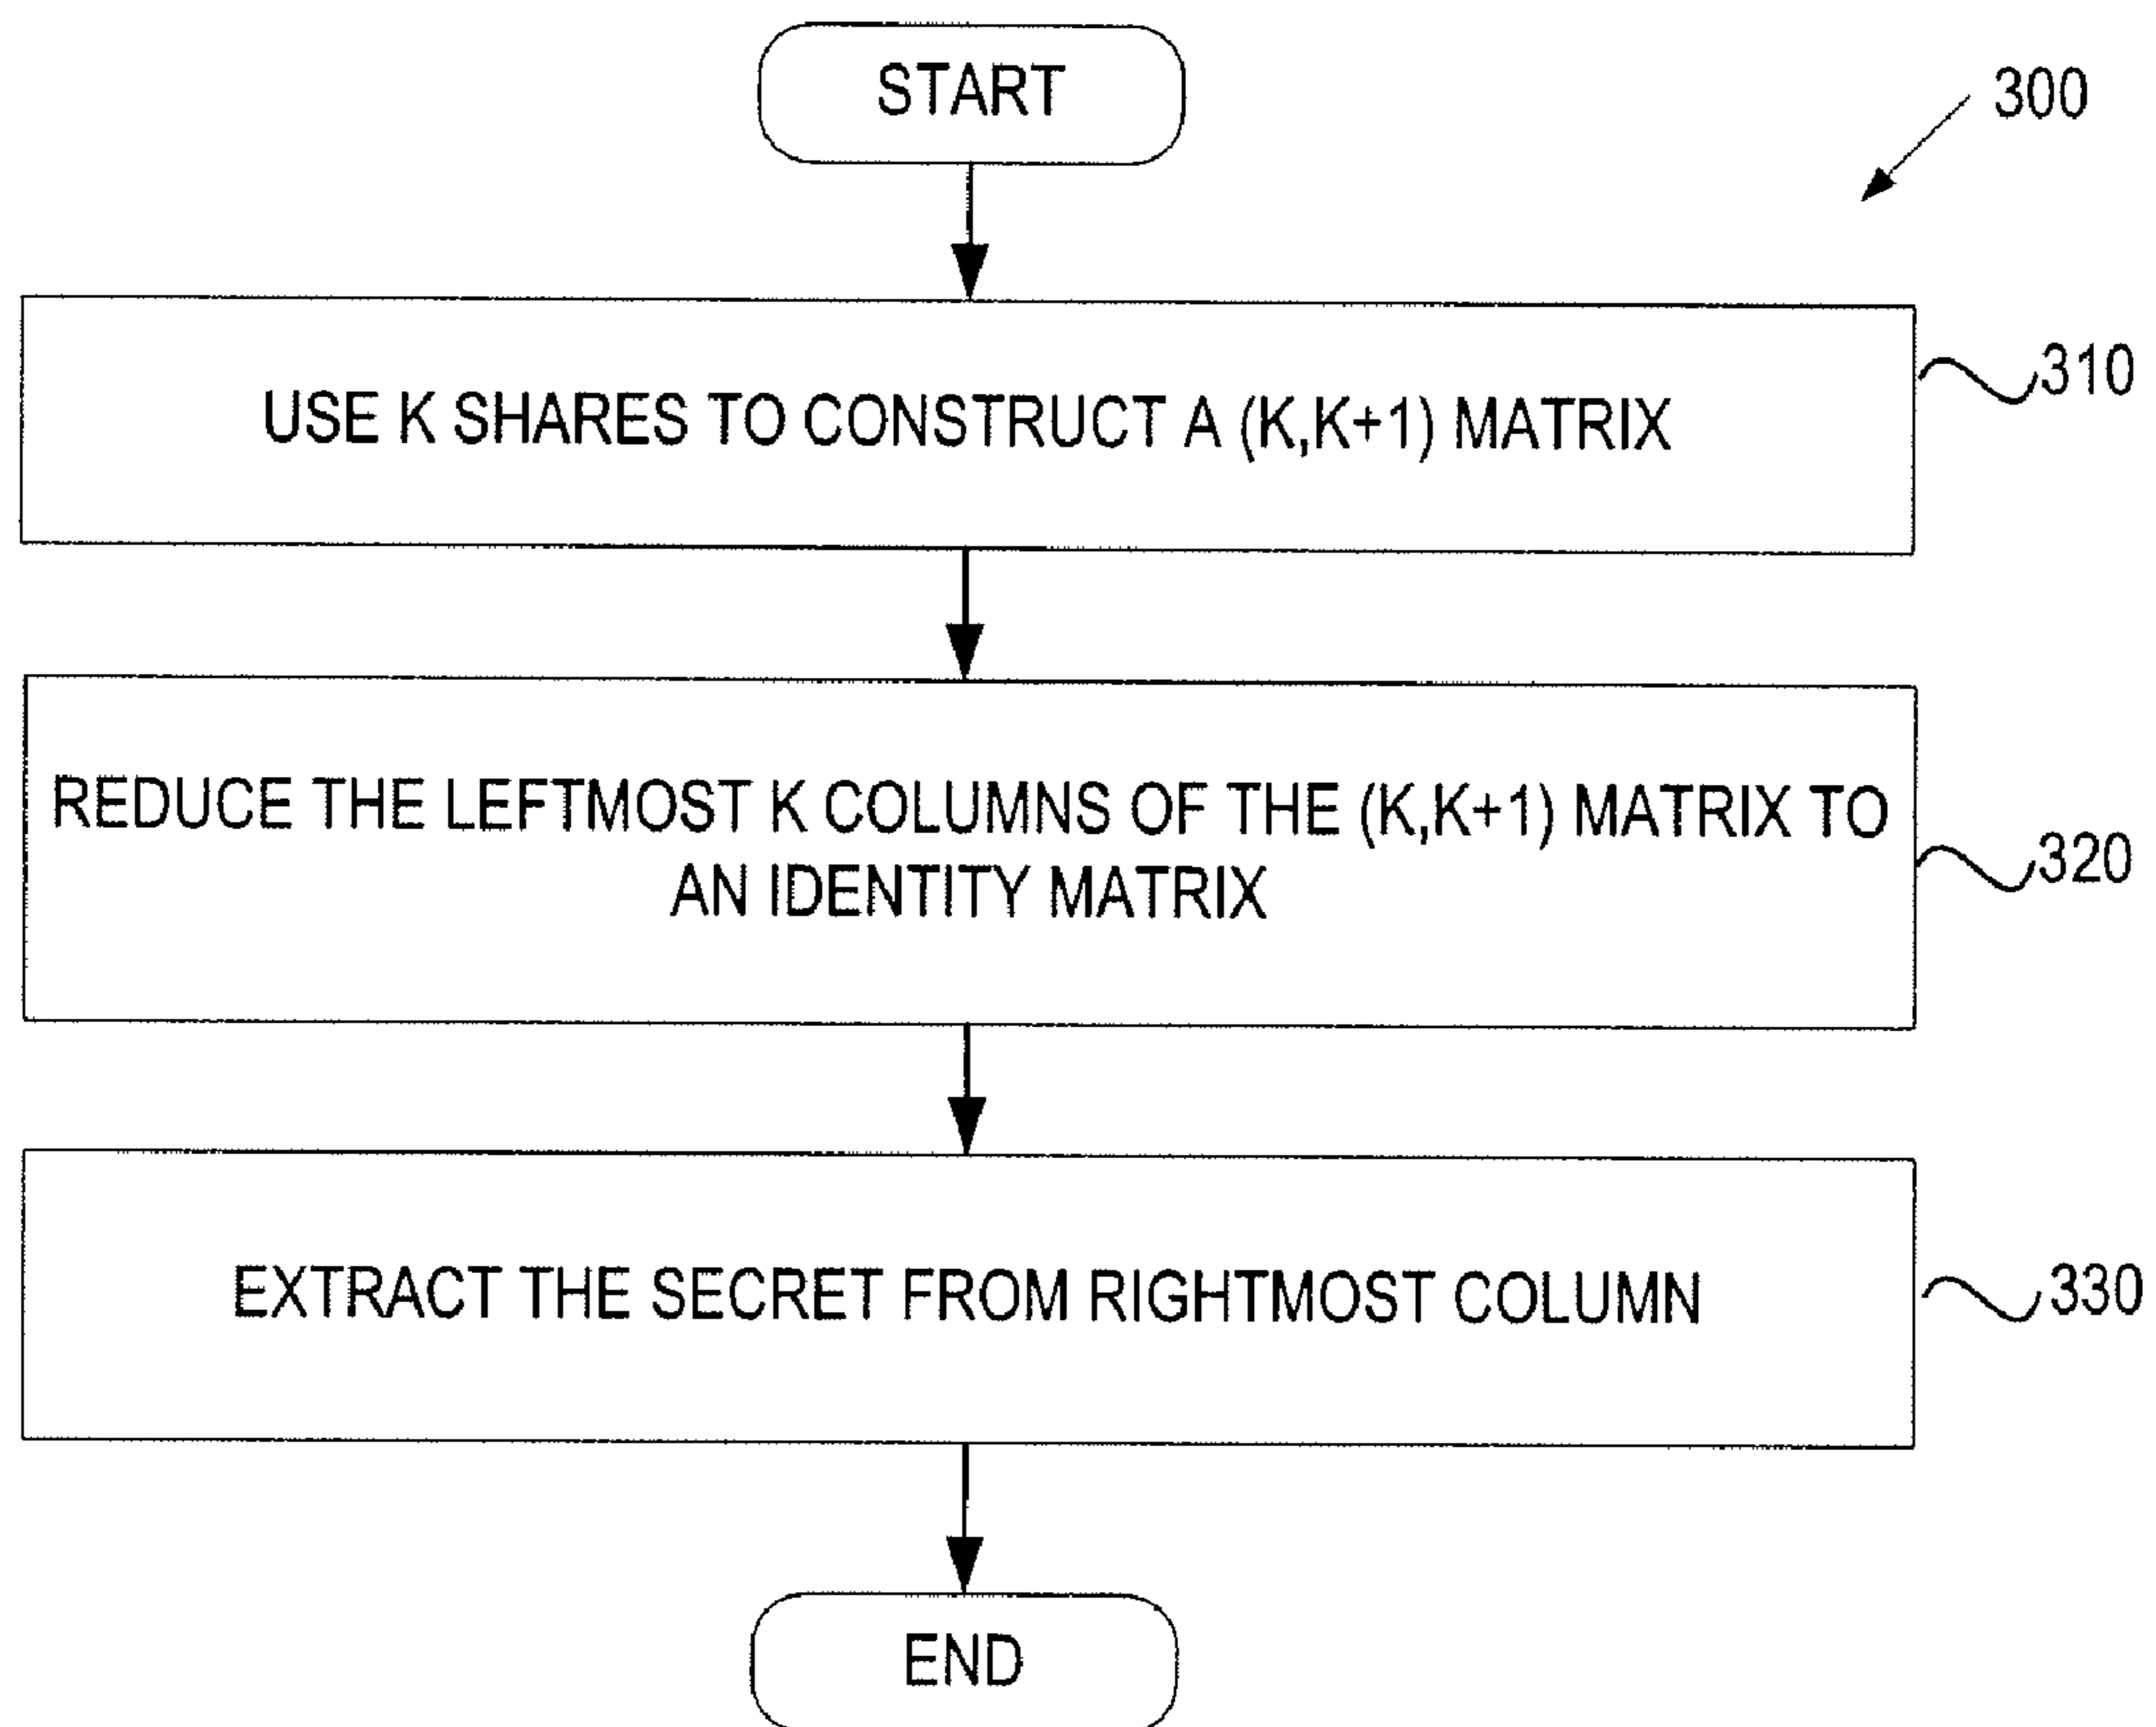 START
300
USE K SHARES TO CONSTRUCT A (K,K+1) MATRIX
310
REDUCE THE LEFTMOST K COLUMNS OF THE (K,K+1) MATRIX TO
AN IDENTITY MATRIX
320
EXTRACT THE SECRET FROM RIGHTMOST COLUMN
330
END